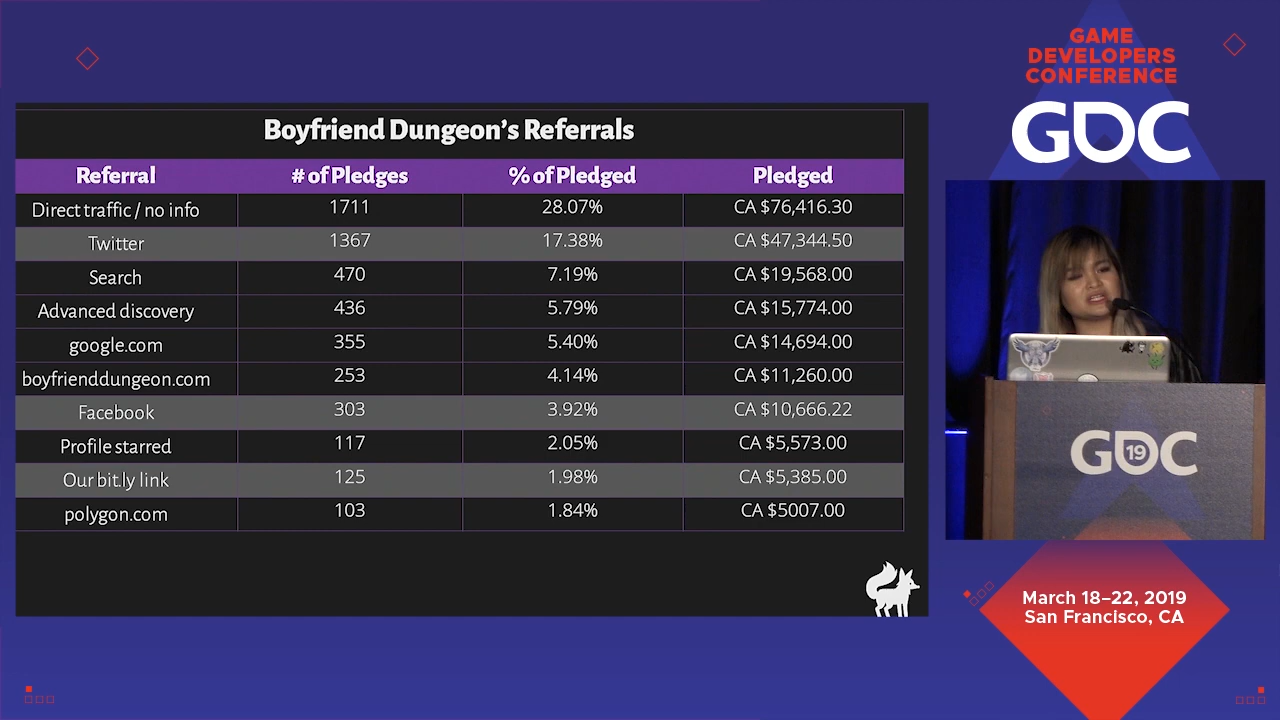 GAME
DEVELOPERS
CONFERENCE
GDC
Boyfriend Dungeon's Referrals
Referral # of Pledges % of Pledged Pledged
Direct traffic / no info 1711 28.07% CA $76,416.30
Twitter 1367 17.38% CA $47,344.50
Search 470 7.19% CA $19,568.00
Advanced discovery 436 5.79% CA $15,774.00
google.com 355 5.40% CA $14,694.00
boyfrienddungeon.com 253 4.14% CA $11,260.00
Facebook 303 3.92% CA $10,666.22
Profile starred 117 2.05% CA $5,573.00
Our bit.ly link 125 1.98% CA $5,385.00
polygon.com 103 1.84% CA $5007.00
GDC
19
March 18–22, 2019
San Francisco, CA